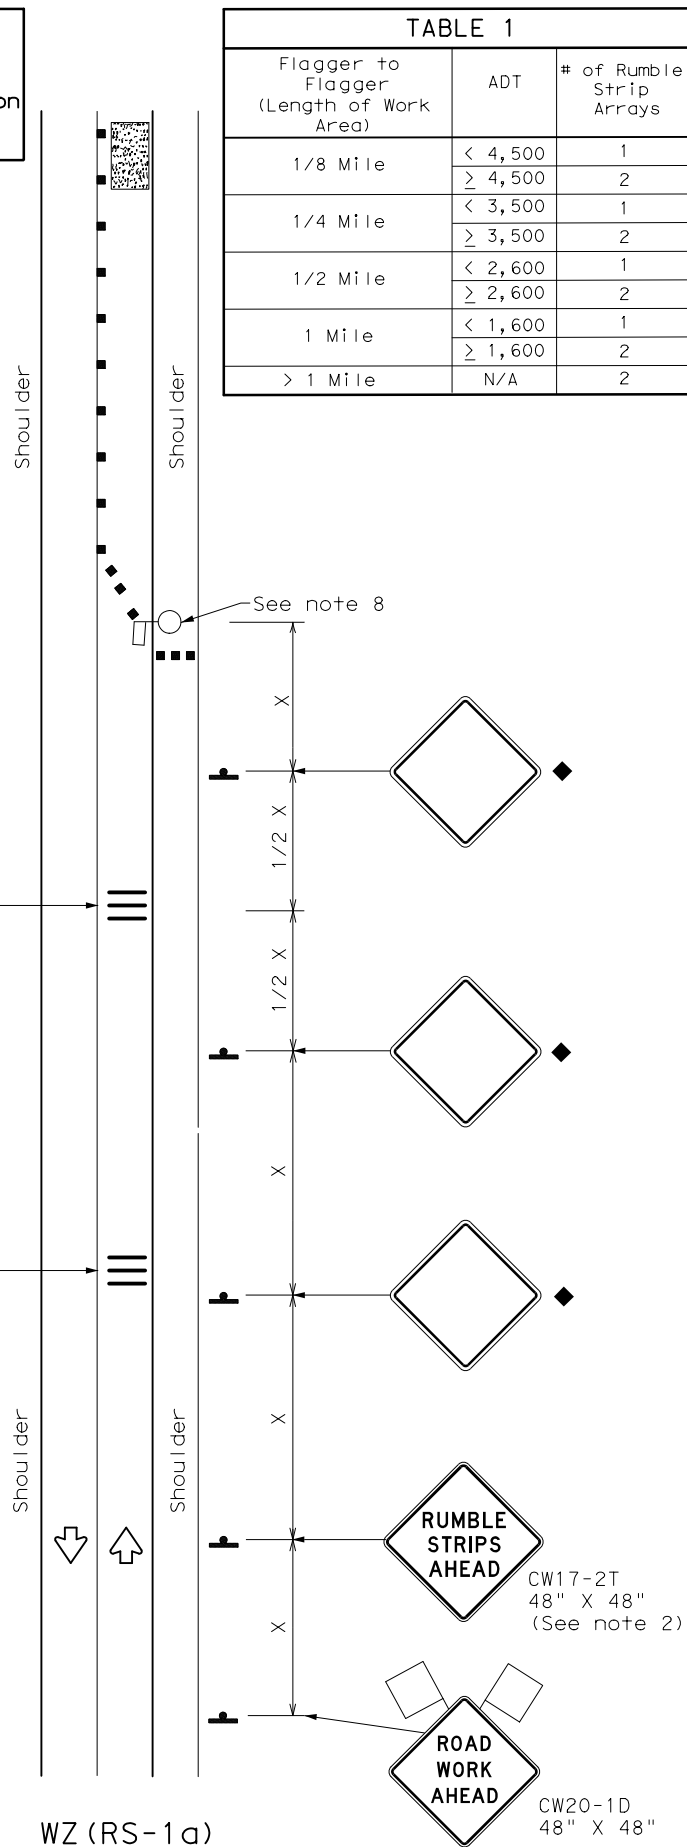 on
TABLE 1
Flagger to
Flagger
(Length of Work
Area)
ADT
# of Rumble
Strip
Arrays
1/8 Mile
< 4,500
1
≥ 4,500
2
1/4 Mile
< 3,500
1
≥ 3,500
2
1/2 Mile
< 2,600
1
≥ 2,600
2
1 Mile
< 1,600
1
≥ 1,600
2
> 1 Mile
N/A
2
Shoulder
Shoulder
See note 8
X
1/2 X
1/2 X
X
X
X
Shoulder
Shoulder
RUMBLE
STRIPS
AHEAD
CW17-2T
48" X 48"
(See note 2)
ROAD
WORK
AHEAD
CW20-1D
48" X 48"
WZ(RS-1a)